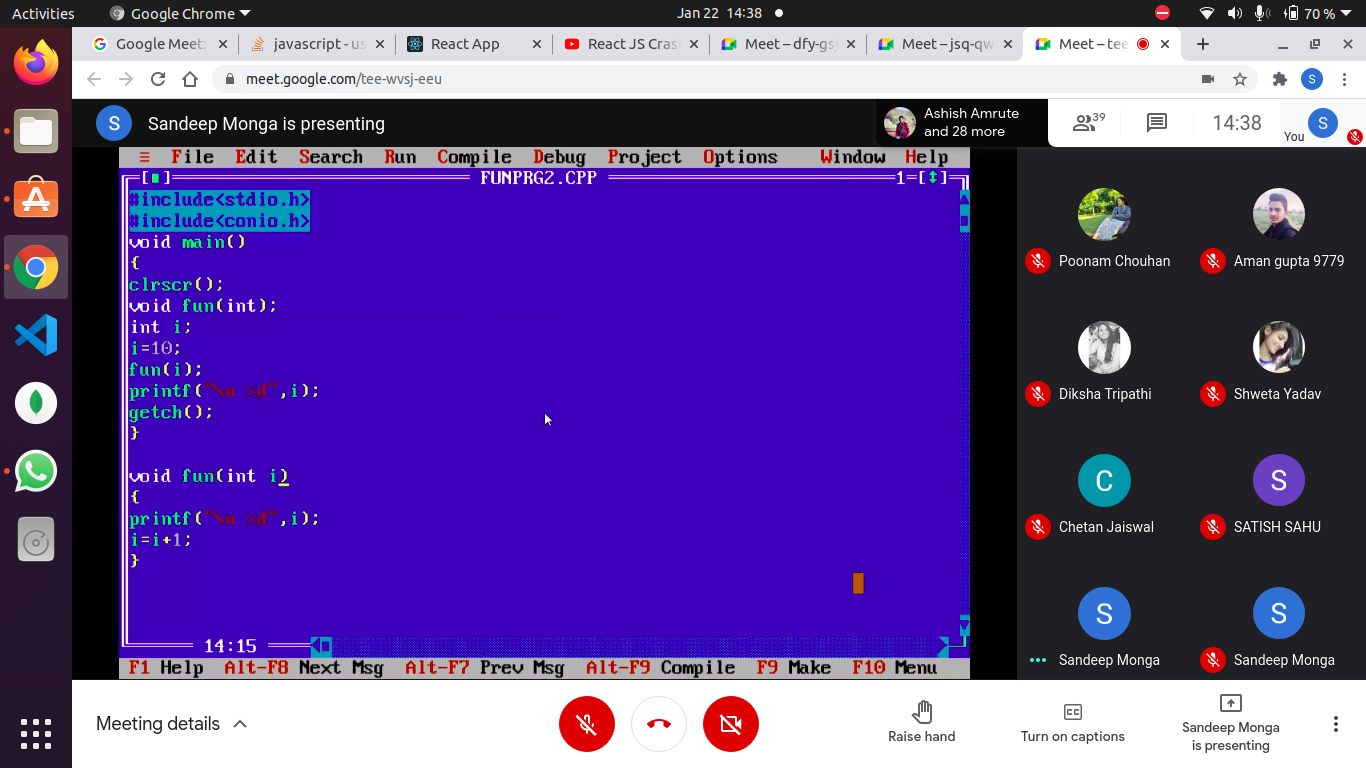 Activities
Google Chrome
Jan 22 14:38
70 %
Google Meet:
javascript - us
React App
React JS Cras
Meet – dfy-gsj
Meet – jsq-qw
Meet – tee
meet.google.com/tee-wvsj-eeu
S
S
Sandeep Monga is presenting
Ashish Amrute
and 28 more
39
14:38
You
S
File Edit Search Run Compile Debug Project Options Window Help
[■] FUNPRG2.CPP 1=[↕]
#include<stdio.h>
#include<conio.h>
void main()
{
clrscr();
void fun(int);
int i;
i=10;
fun(i);
printf("\n %d",i);
getch();
}
void fun(int i)
{
printf("\n %d",i);
i=i+1;
}
14:15
F1 Help Alt-F8 Next Msg Alt-F7 Prev Msg Alt-F9 Compile F9 Make F10 Menu
Poonam Chouhan
Aman gupta 9779
Diksha Tripathi
Shweta Yadav
C
Chetan Jaiswal
S
SATISH SAHU
S
Sandeep Monga
S
Sandeep Monga
Meeting details
Raise hand
CC
Turn on captions
Sandeep Monga
is presenting